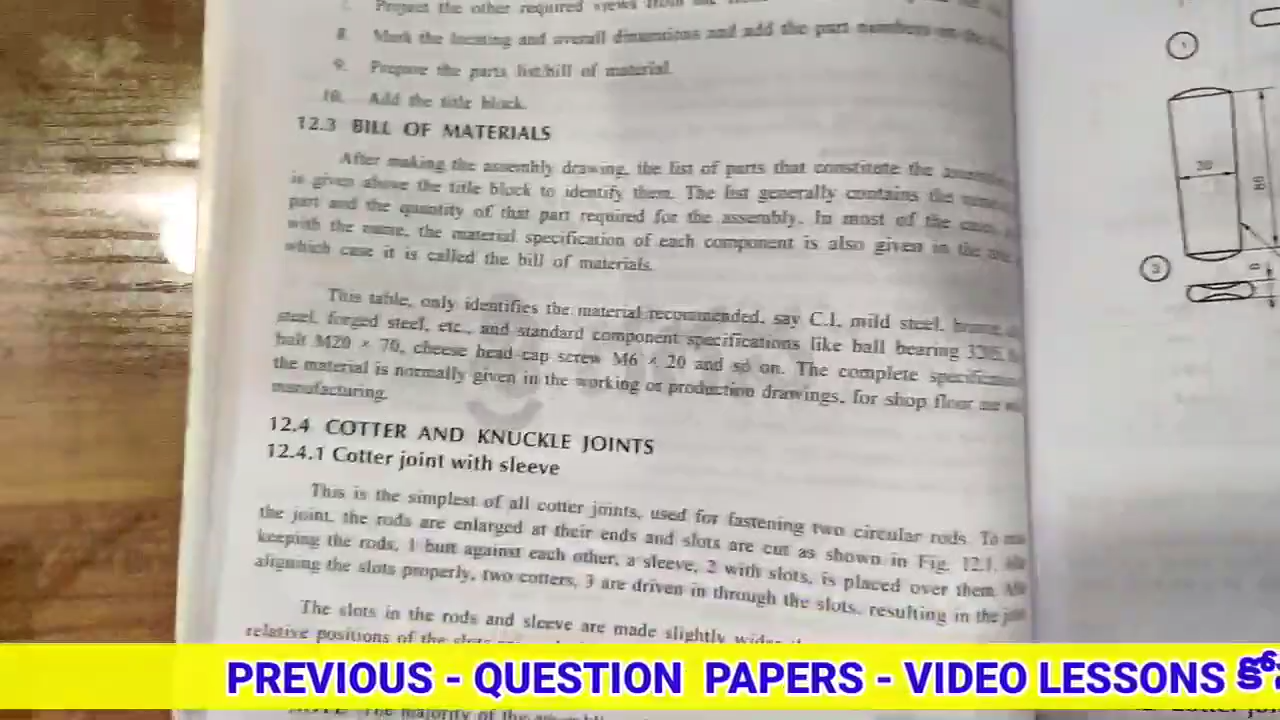 7. Project the other required views from the
8. Mark the locating and overall dimensions and add the part numbers on the
9. Prepare the parts list/bill of material.
10. Add the title block.
12.3 BILL OF MATERIALS
After making the assembly drawing, the list of parts that constitute the
is given above the title block to identify them. The list generally contains the
part and the quantity of that part required for the assembly. In most of the
with the name, the material specification of each component is also given in the
which case it is called the bill of materials.
This table, only identifies the material recommended, say C.I, mild steel,
steel, forged steel, etc., and standard component specifications like ball bearing
bolt M20 × 70, cheese head cap screw M6 × 20 and so on. The complete
the material is normally given in the working or production drawings, for shop floor
manufacturing.
12.4 COTTER AND KNUCKLE JOINTS
12.4.1 Cotter joint with sleeve
This is the simplest of all cotter joints, used for fastening two circular rods. To
the joint, the rods are enlarged at their ends and slots are cut as shown in Fig. 12.1.
keeping the rods, 1 butt against each other, a sleeve, 2 with slots, is placed over them.
aligning the slots properly, two cotters, 3 are driven in through the slots, resulting in the
The slots in the rods and sleeve are made slightly wider
relative positions of the slots
PREVIOUS - QUESTION PAPERS - VIDEO LESSONS
NOTE The majority of the
1
3